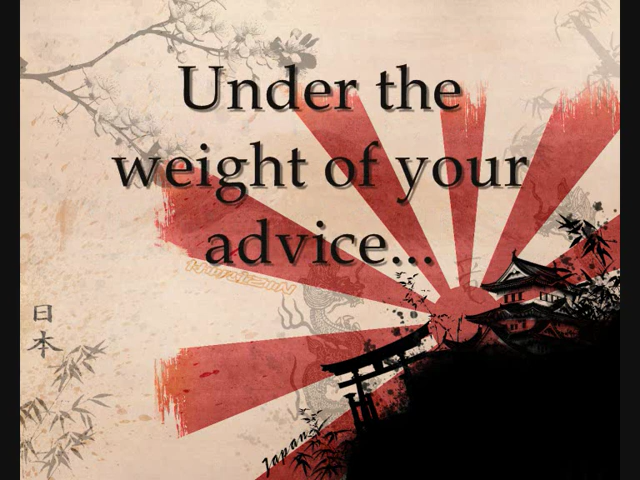 Under the
weight of your
advice...
日
本
Japan